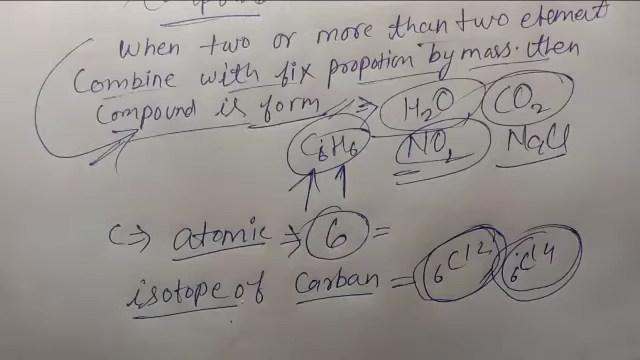 Compound
When two or more than two element
Combine with fix propotion by mass. then
Compound is form => H₂O, CO₂
C₆H₆ NO₂ NaCl
C => atomic => 6 =
isotope of Carban = ₆C¹², ₆C¹⁴